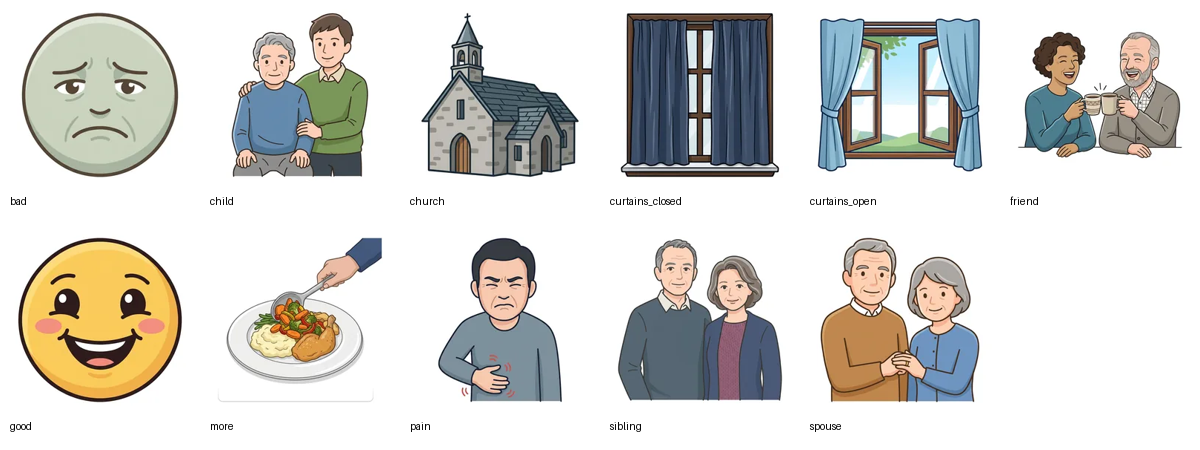 bad
child
church
curtains_closed
curtains_open
friend
good
more
pain
sibling
spouse